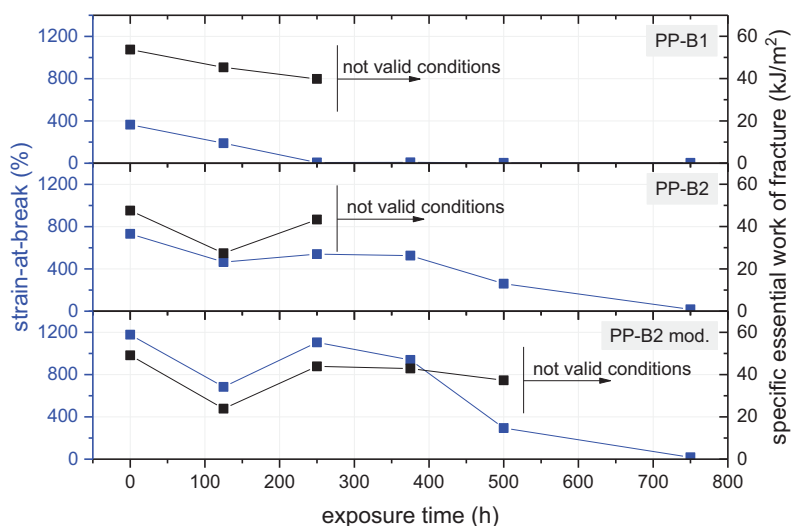 1200
800
400
0
60
40
20
0
PP-B1
not valid conditions
1200
800
400
0
60
40
20
0
PP-B2
not valid conditions
1200
800
400
0
60
40
20
0
PP-B2 mod.
not valid conditions
0 100 200 300 400 500 600 700 800
exposure time (h)
strain-at-break (%)
specific essential work of fracture (kJ/m²)